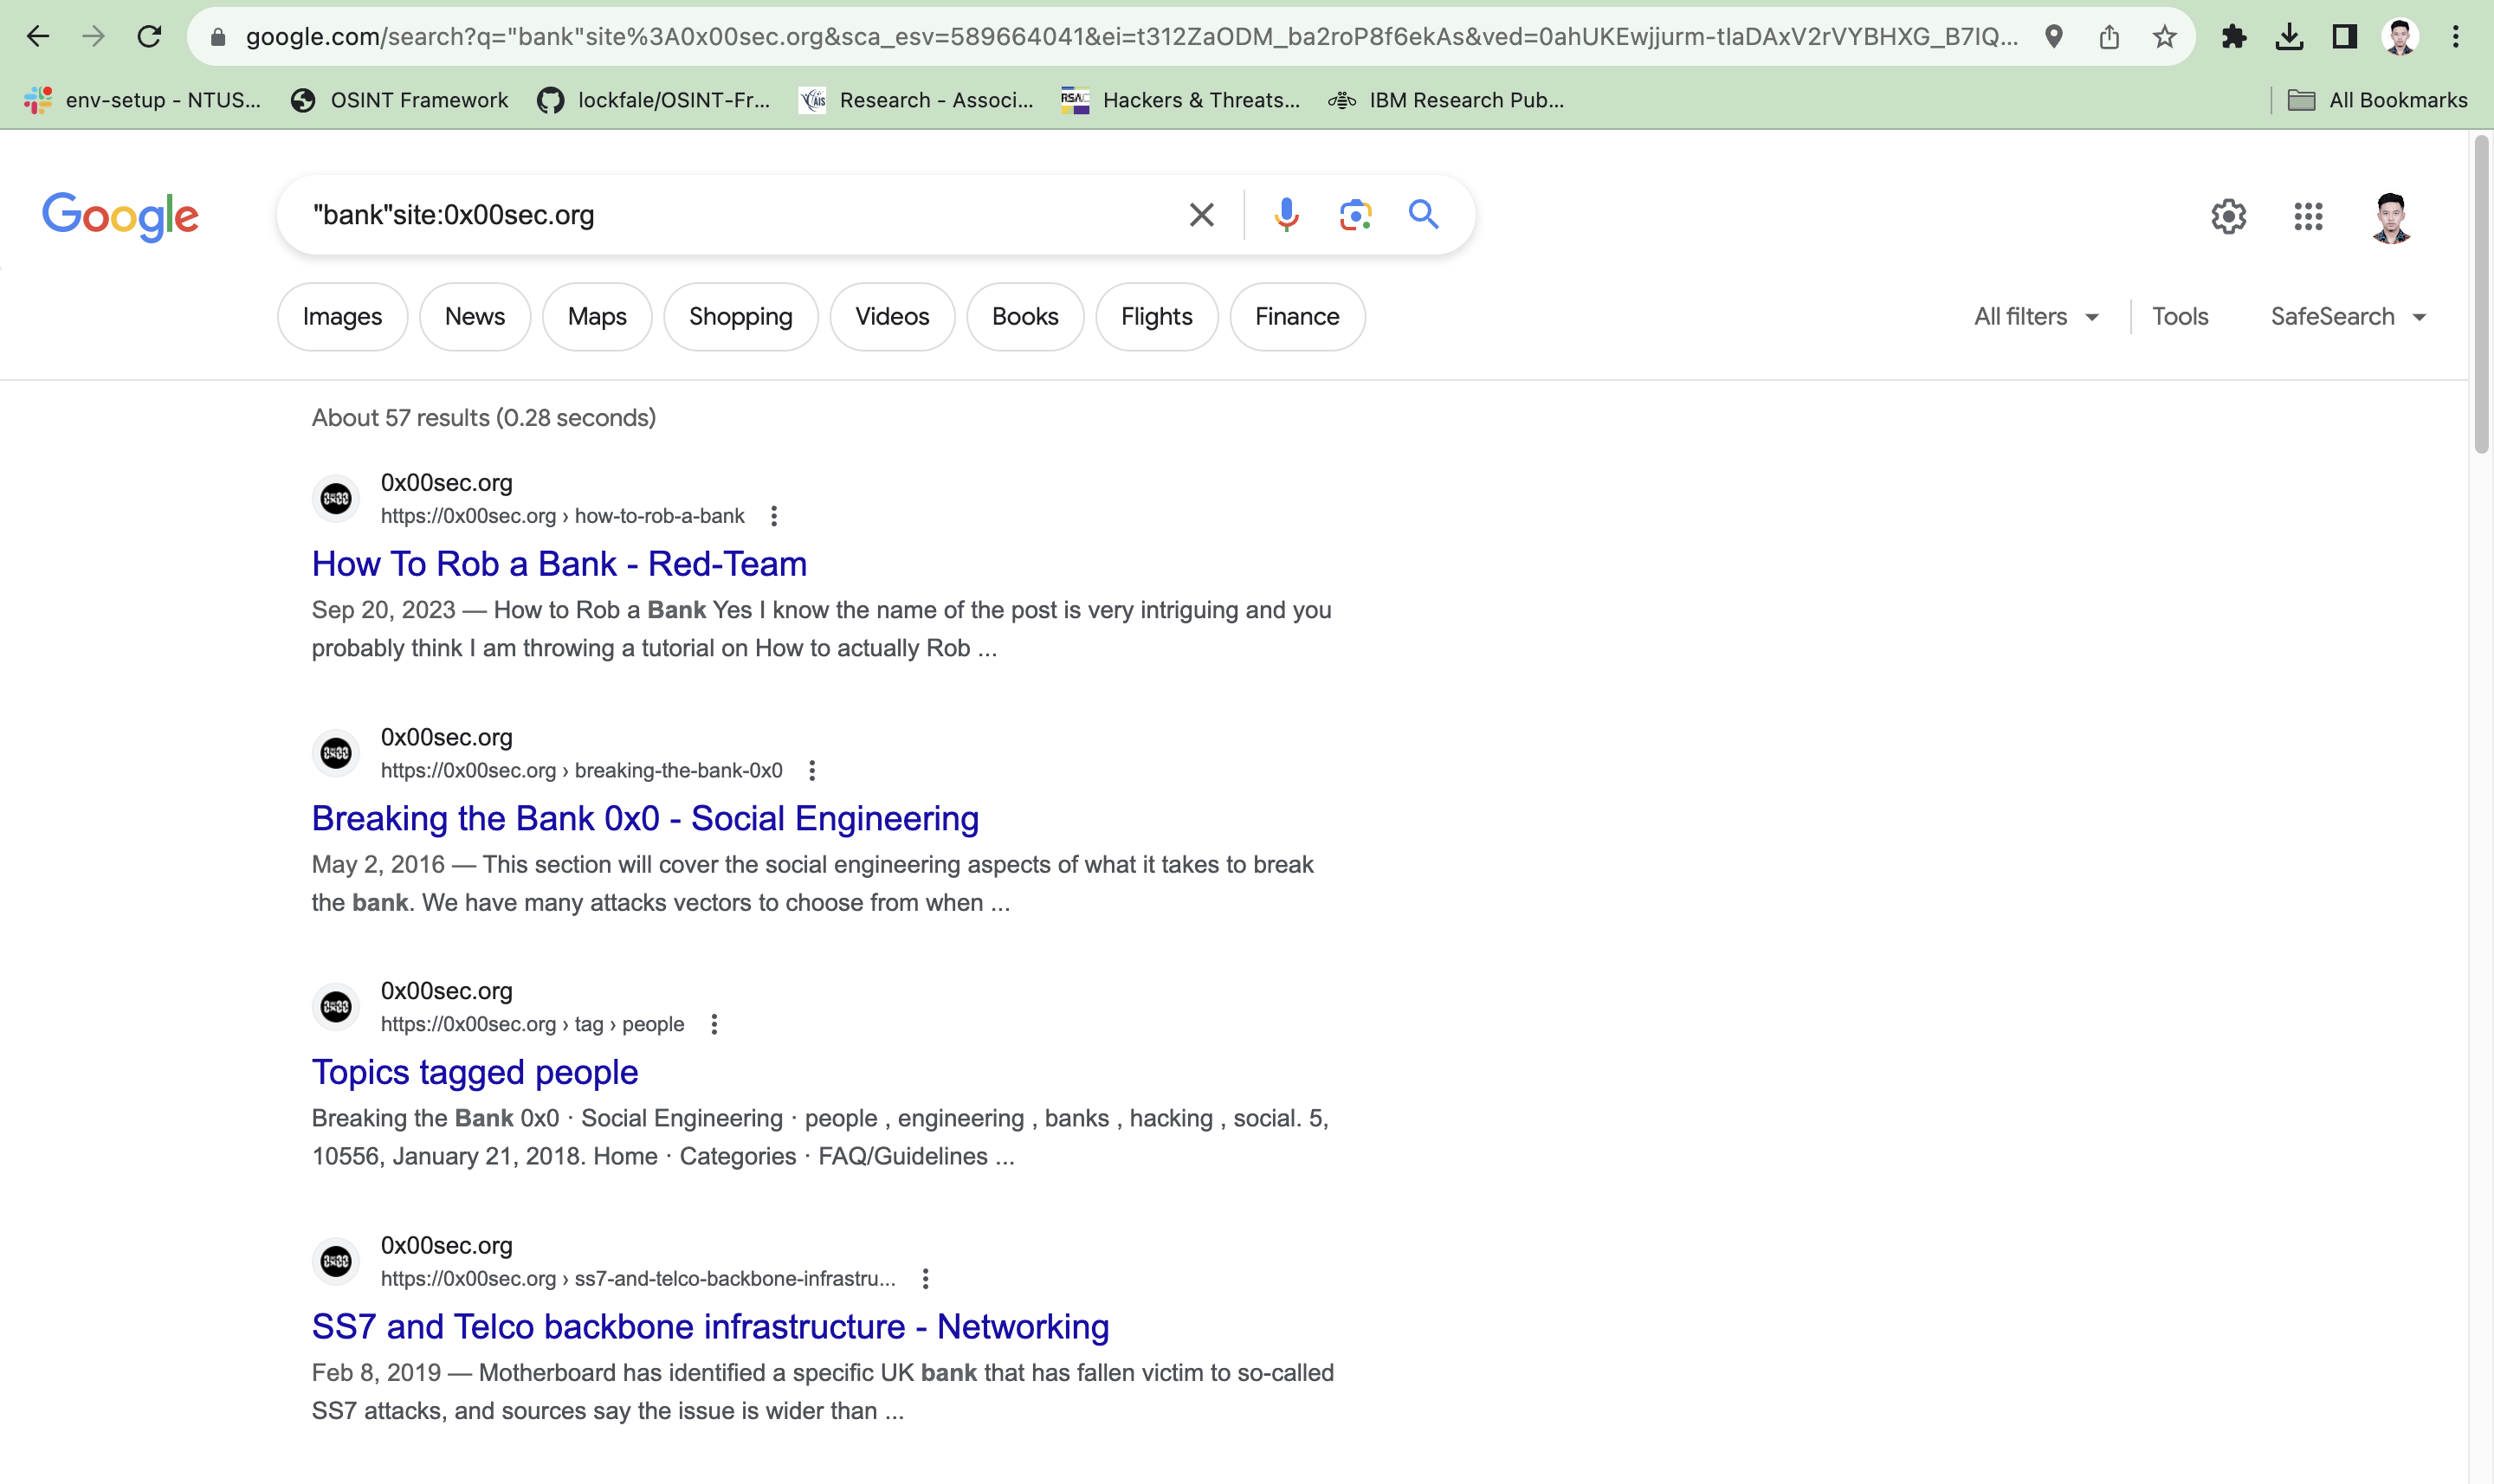 google.com/search?q="bank"site%3A0x00sec.org&sca_esv=589664041&ei=t312ZaODM_ba2roP8f6ekAs&ved=0ahUKEwjjurm-tIaDAxV2rVYBHXG_B7IQ...
env-setup - NTUS... OSINT Framework lockfale/OSINT-Fr... Research - Associ... Hackers & Threats... IBM Research Pub... All Bookmarks
Google "bank"site:0x00sec.org
Images News Maps Shopping Videos Books Flights Finance All filters Tools SafeSearch
About 57 results (0.28 seconds)
0x00sec.org
https://0x00sec.org › how-to-rob-a-bank
How To Rob a Bank - Red-Team
Sep 20, 2023 — How to Rob a Bank Yes I know the name of the post is very intriguing and you
probably think I am throwing a tutorial on How to actually Rob ...
0x00sec.org
https://0x00sec.org › breaking-the-bank-0x0
Breaking the Bank 0x0 - Social Engineering
May 2, 2016 — This section will cover the social engineering aspects of what it takes to break
the bank. We have many attacks vectors to choose from when ...
0x00sec.org
https://0x00sec.org › tag › people
Topics tagged people
Breaking the Bank 0x0 · Social Engineering · people , engineering , banks , hacking , social. 5,
10556, January 21, 2018. Home · Categories · FAQ/Guidelines ...
0x00sec.org
https://0x00sec.org › ss7-and-telco-backbone-infrastru...
SS7 and Telco backbone infrastructure - Networking
Feb 8, 2019 — Motherboard has identified a specific UK bank that has fallen victim to so-called
SS7 attacks, and sources say the issue is wider than ...